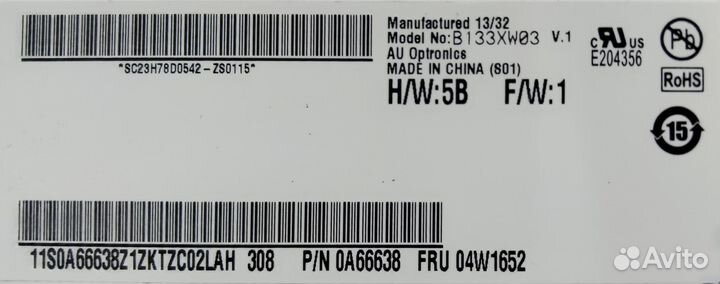 *SC23H78D0542-ZS0115*
Manufactured 13/32
Model No:B133XW03 V.1
AU Optronics
MADE IN CHINA (S01)
H/W:5B F/W:1
c RU US
E204356
Pb
RoHS
15
11S0A66638Z1ZKTZC02LAH 308 P/N 0A66638 FRU 04W1652
Avito